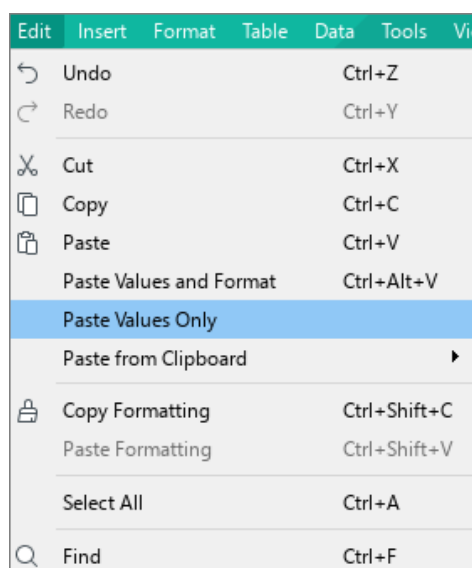 Edit Insert Format Table Data Tools
Undo Ctrl+Z
Redo Ctrl+Y
Cut Ctrl+X
Copy Ctrl+C
Paste Ctrl+V
Paste Values and Format Ctrl+Alt+V
Paste Values Only
Paste from Clipboard
Copy Formatting Ctrl+Shift+C
Paste Formatting Ctrl+Shift+V
Select All Ctrl+A
Find Ctrl+F